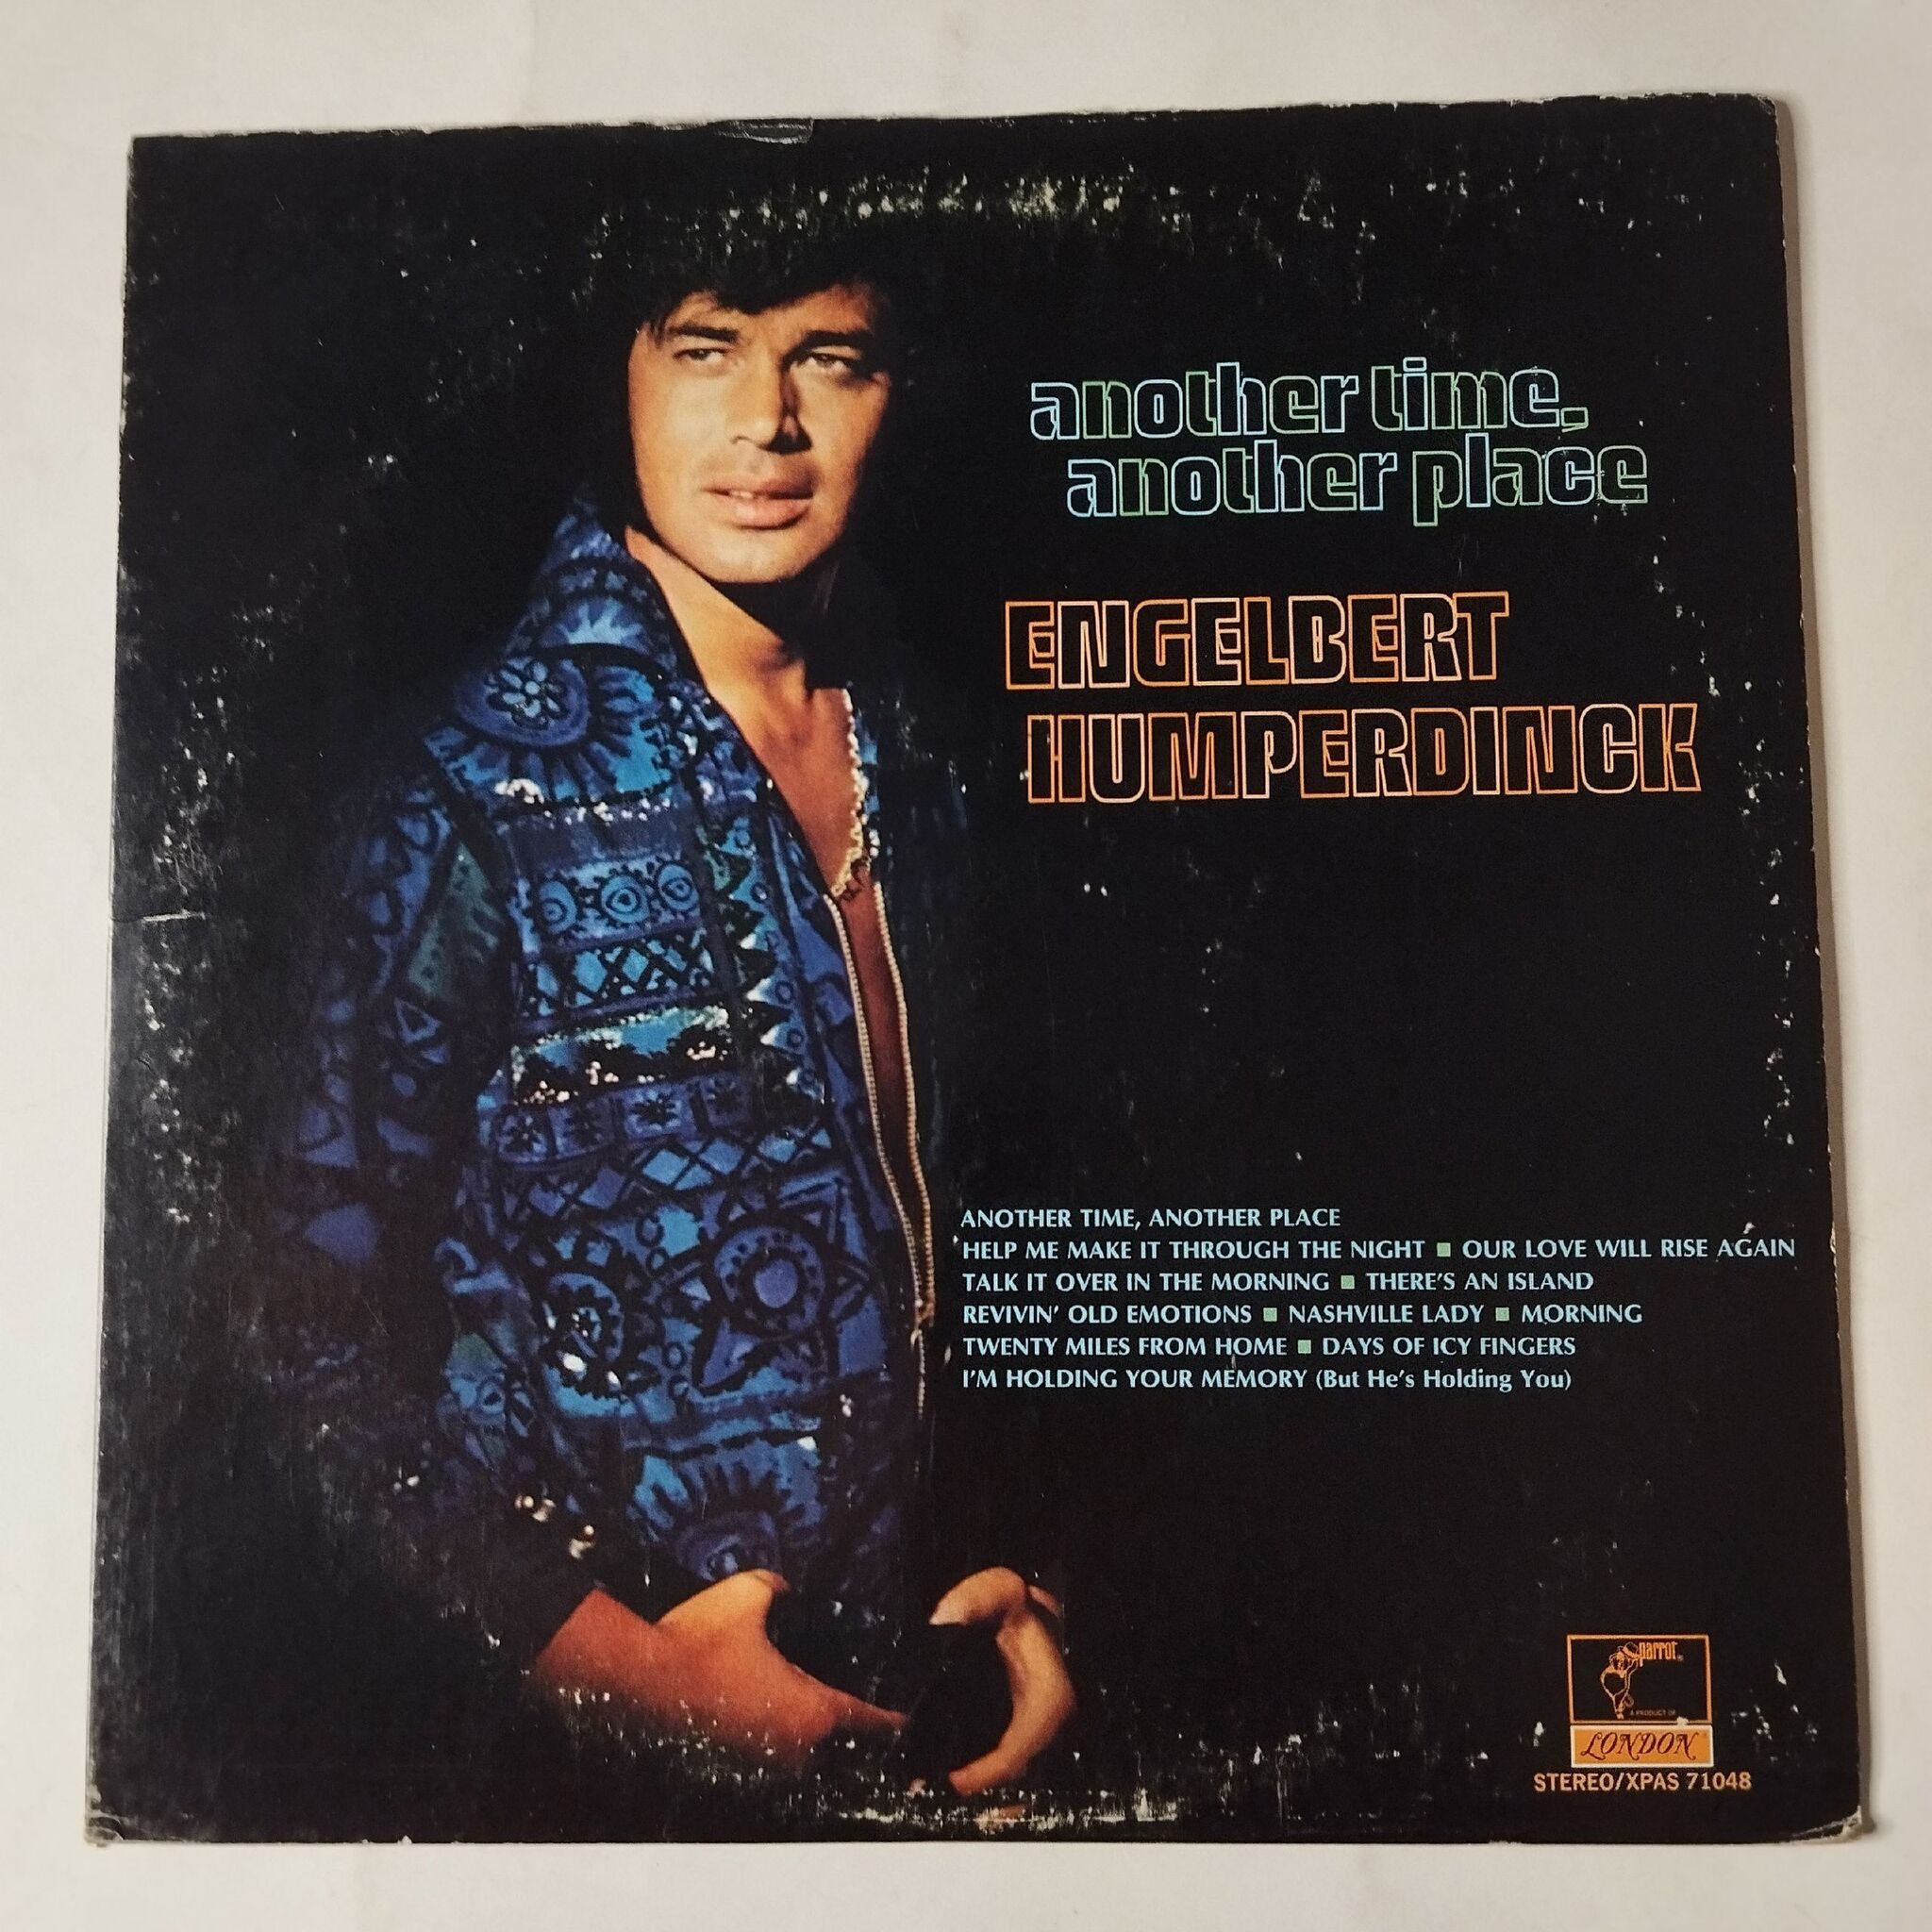 another time,
another place
ENGELBERT
HUMPERDINCK
ANOTHER TIME, ANOTHER PLACE
HELP ME MAKE IT THROUGH THE NIGHT ■ OUR LOVE WILL RISE AGAIN
TALK IT OVER IN THE MORNING ■ THERE'S AN ISLAND
REVIVIN' OLD EMOTIONS ■ NASHVILLE LADY ■ MORNING
TWENTY MILES FROM HOME ■ DAYS OF ICY FINGERS
I'M HOLDING YOUR MEMORY (But He's Holding You)
parrot
A PRODUCT OF
LONDON
STEREO/XPAS 71048